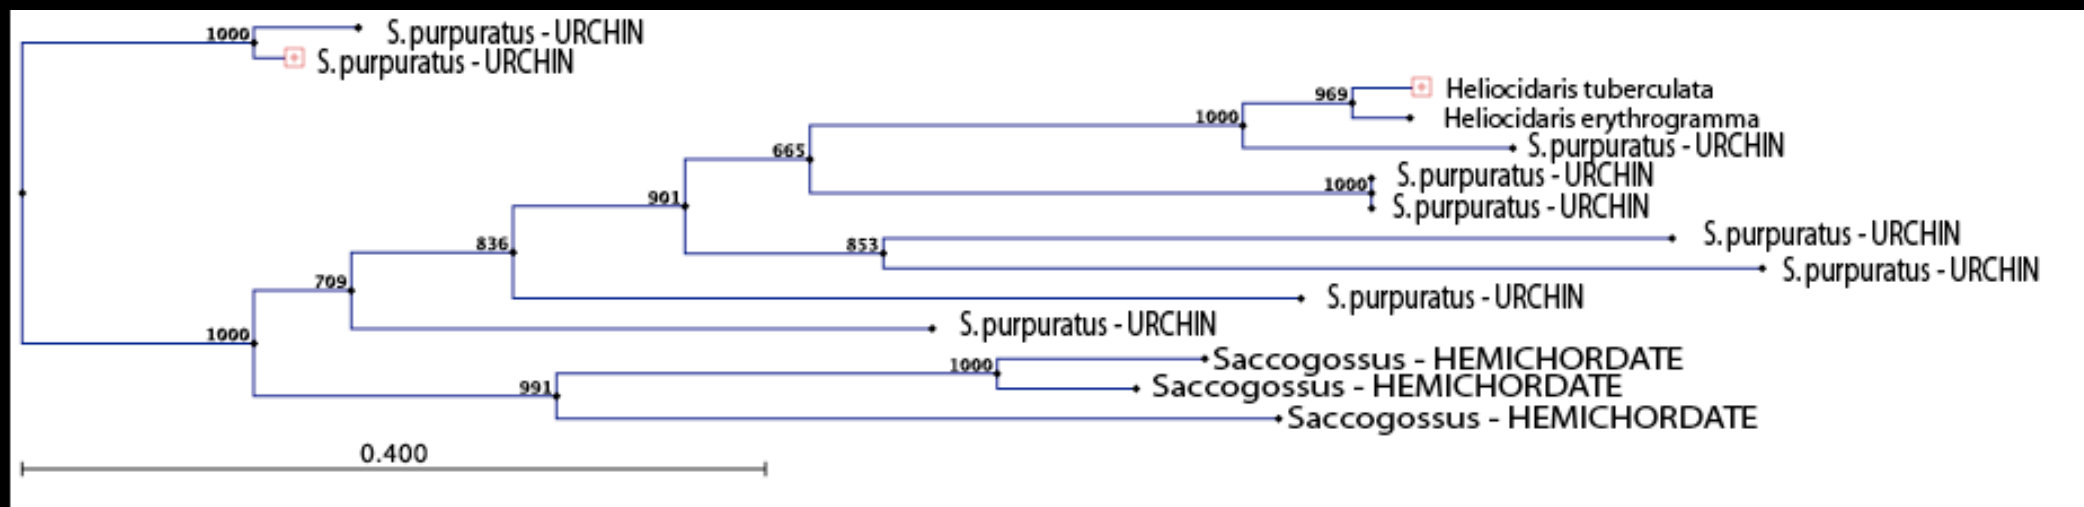 1000
S. purpuratus - URCHIN
S. purpuratus - URCHIN
969
Heliocidaris tuberculata
1000
Heliocidaris erythrogramma
665
S. purpuratus - URCHIN
1000
S. purpuratus - URCHIN
901
S. purpuratus - URCHIN
836
853
S. purpuratus - URCHIN
S. purpuratus - URCHIN
709
S. purpuratus - URCHIN
1000
S. purpuratus - URCHIN
1000
Saccogossus - HEMICHORDATE
991
Saccogossus - HEMICHORDATE
Saccogossus - HEMICHORDATE
0.400